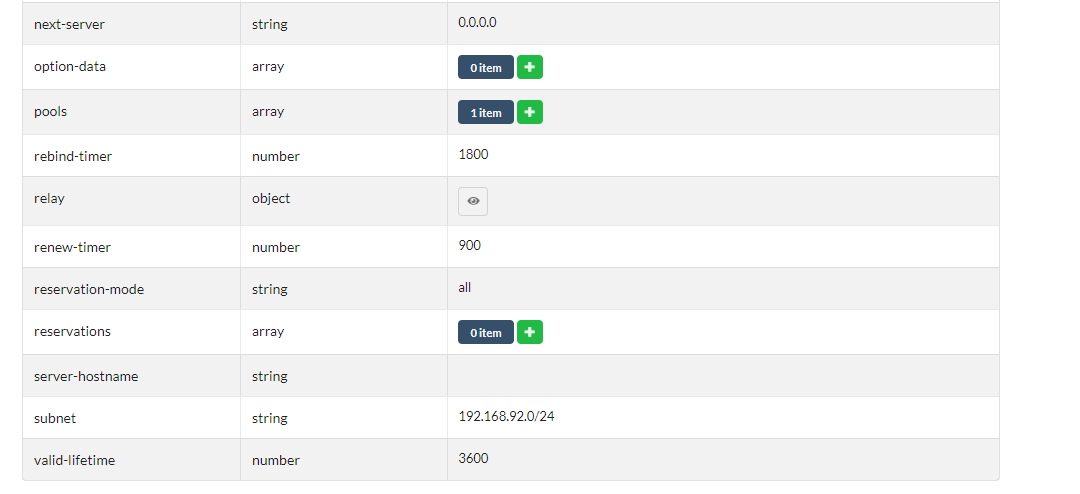 next-server string 0.0.0.0
option-data array 0 item
pools array 1 item
rebind-timer number 1800
relay object
renew-timer number 900
reservation-mode string all
reservations array 0 item
server-hostname string
subnet string 192.168.92.0/24
valid-lifetime number 3600